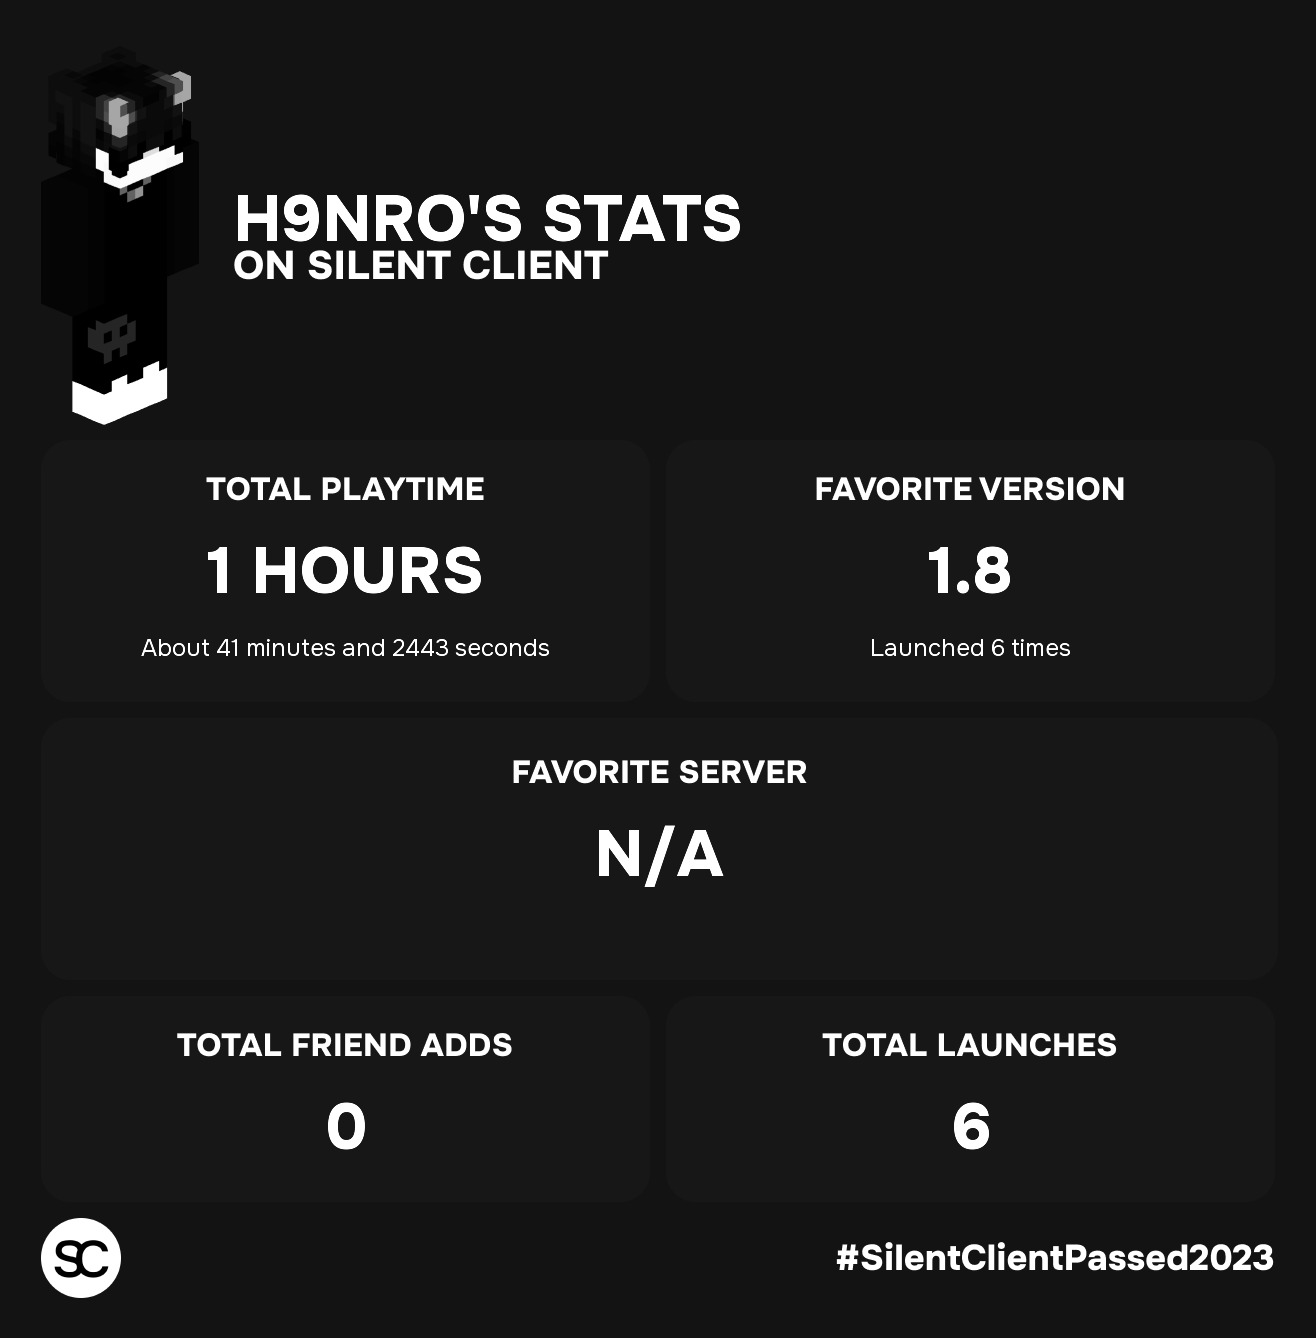 H9NRO'S STATS
ON SILENT CLIENT
TOTAL PLAYTIME
1 HOURS
About 41 minutes and 2443 seconds
FAVORITE VERSION
1.8
Launched 6 times
FAVORITE SERVER
N/A
TOTAL FRIEND ADDS
0
TOTAL LAUNCHES
6
SC
#SilentClientPassed2023